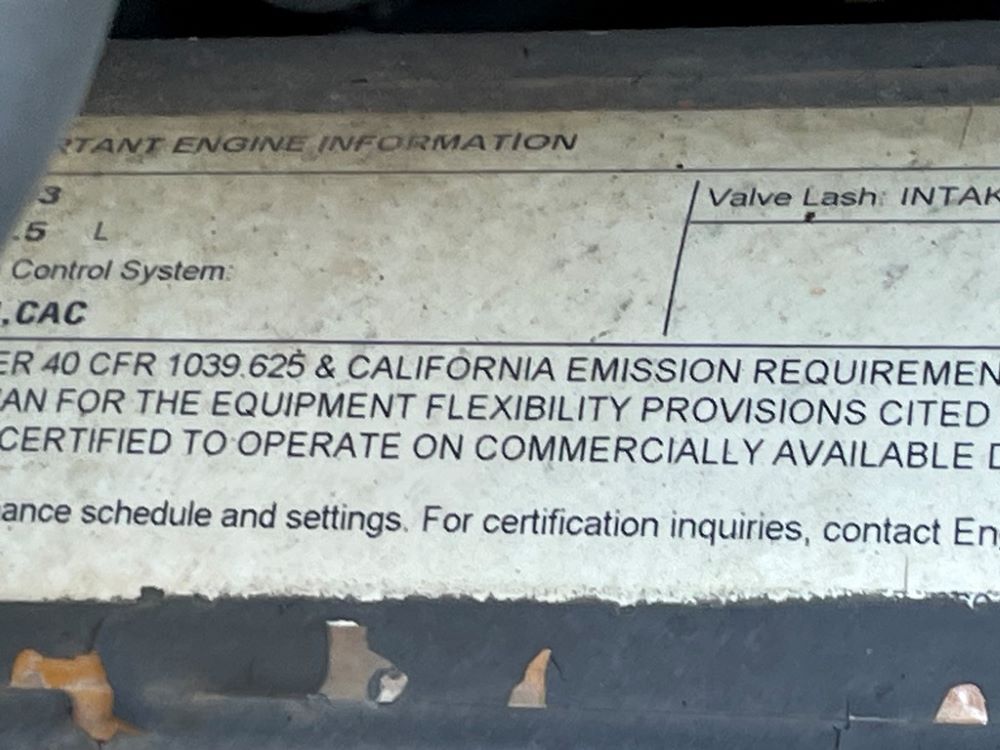 RTANT ENGINE INFORMATION
3
.5 L
Valve Lash: INTAK
Control System:
.CAC
ER 40 CFR 1039.625 & CALIFORNIA EMISSION REQUIREMEN
AN FOR THE EQUIPMENT FLEXIBILITY PROVISIONS CITED
CERTIFIED TO OPERATE ON COMMERCIALLY AVAILABLE D
ance schedule and settings. For certification inquiries, contact En